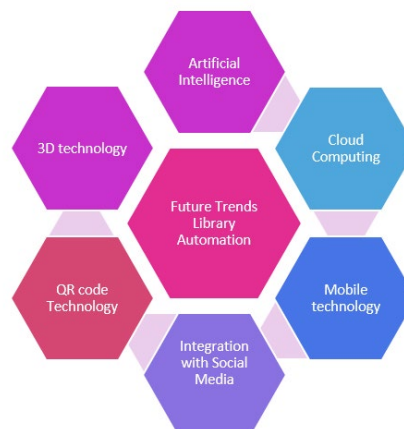 Artificial
Intelligence
3D technology
Cloud
Computing
Future Trends
Library
Automation
QR code
Technology
Mobile
technology
Integration
with Social
Media